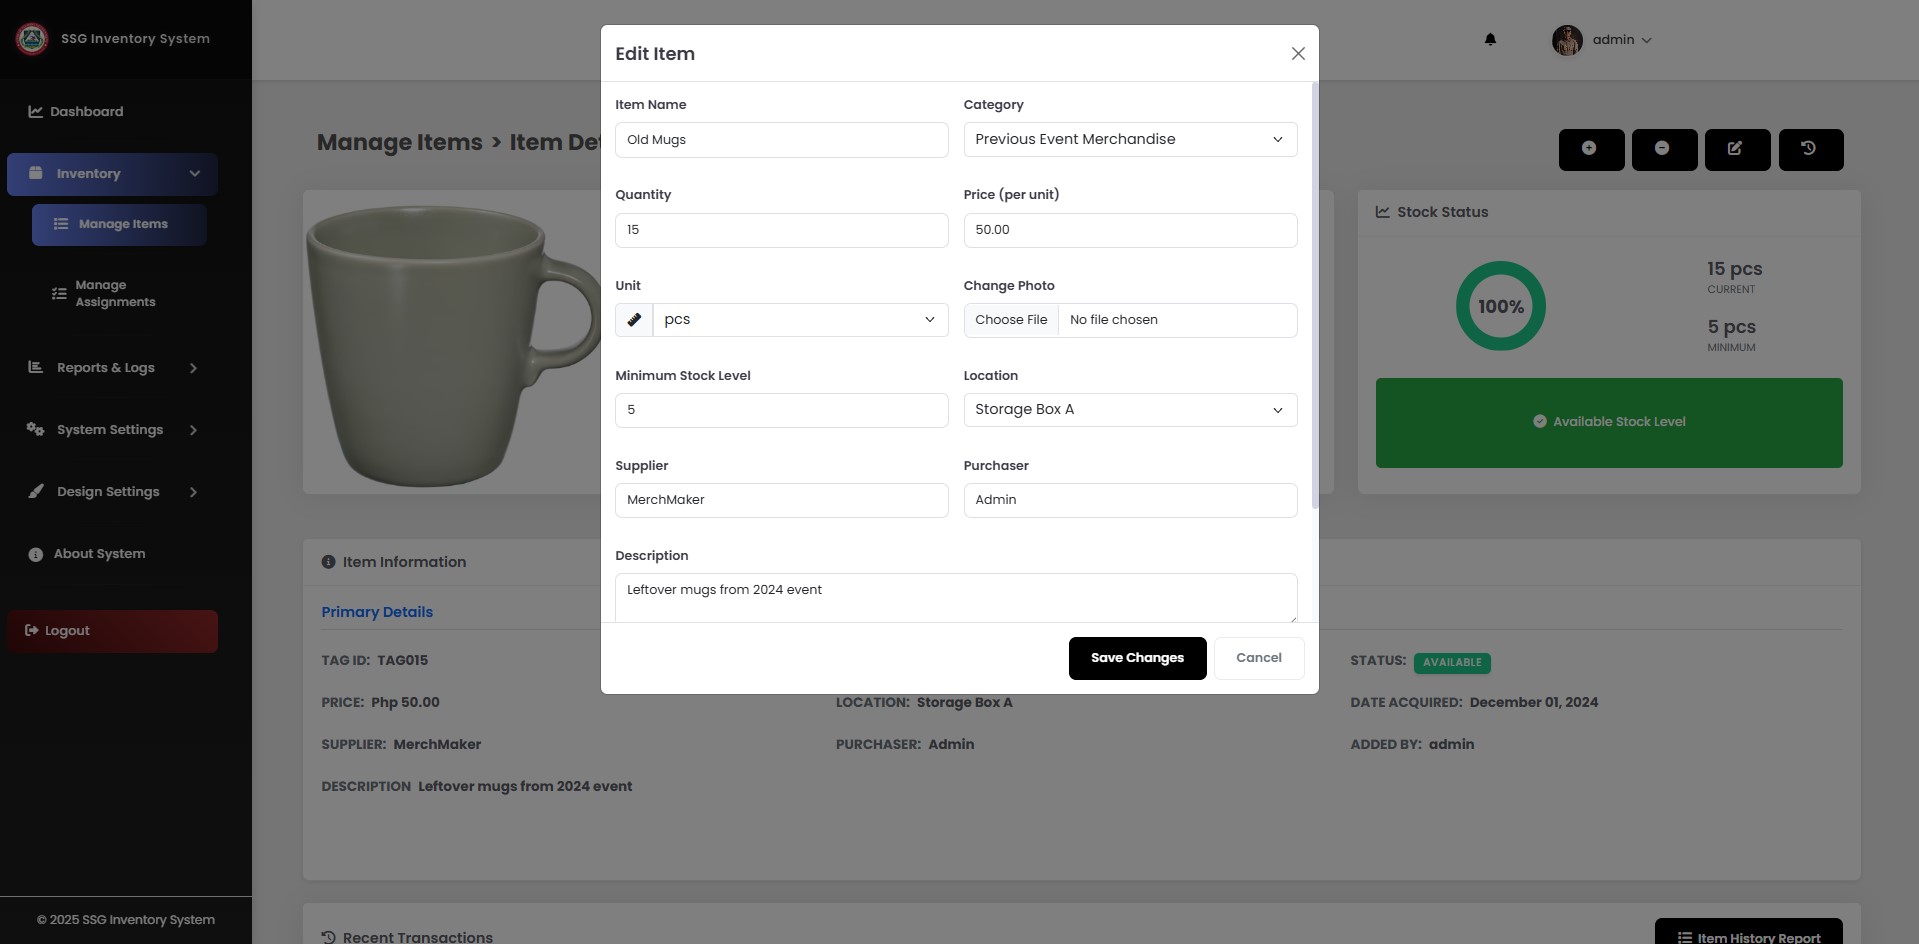 SSG Inventory System
admin
Dashboard
Inventory
Manage Items
Manage
Assignments
Reports & Logs
System Settings
Design Settings
About System
Logout
© 2025 SSG Inventory System
Manage Items > Item De
Edit Item
Item Name
Category
Old Mugs
Previous Event Merchandise
Quantity
Price (per unit)
15
50.00
Unit
Change Photo
pcs
Choose File No file chosen
Minimum Stock Level
Location
5
Storage Box A
Supplier
Purchaser
MerchMaker
Admin
Description
Leftover mugs from 2024 event
Save Changes
Cancel
Stock Status
100%
15 pcs
CURRENT
5 pcs
MINIMUM
Available Stock Level
Item Information
Primary Details
TAG ID: TAG015
STATUS: AVAILABLE
PRICE: Php 50.00
LOCATION: Storage Box A
DATE ACQUIRED: December 01, 2024
SUPPLIER: MerchMaker
PURCHASER: Admin
ADDED BY: admin
DESCRIPTION Leftover mugs from 2024 event
Recent Transactions
Item History Report